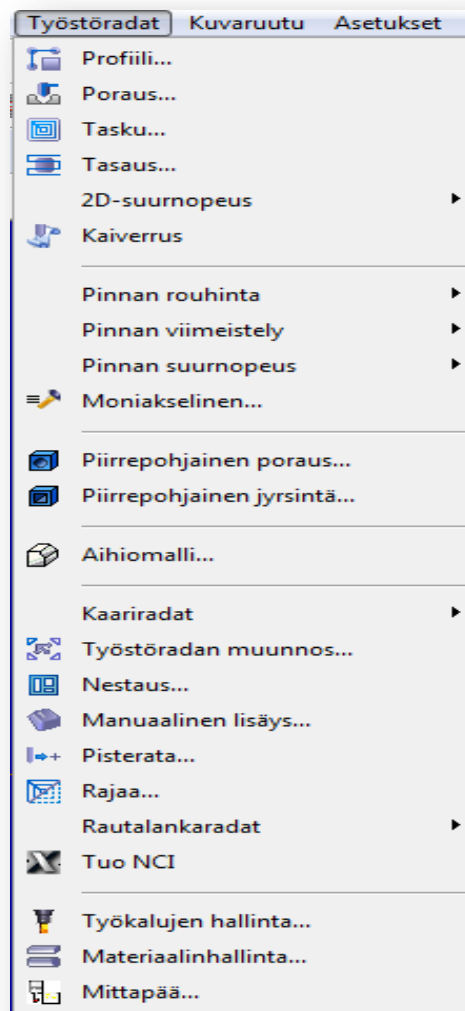 Työstöradat Kuvaruutu Asetukset
Profiili...
Poraus...
Tasku...
Tasaus...
2D-suurnopeus
Kaiverrus
Pinnan rouhinta
Pinnan viimeistely
Pinnan suurnopeus
Moniakselinen...
Piirrepohjainen poraus...
Piirrepohjainen jyrsintä...
Aihiomalli...
Kaariradat
Työstöradan muunnos...
Nestaus...
Manuaalinen lisäys...
Pisterata...
Rajaa...
Rautalankaradat
Tuo NCI
Työkalujen hallinta...
Materiaalinhallinta...
Mittapää...